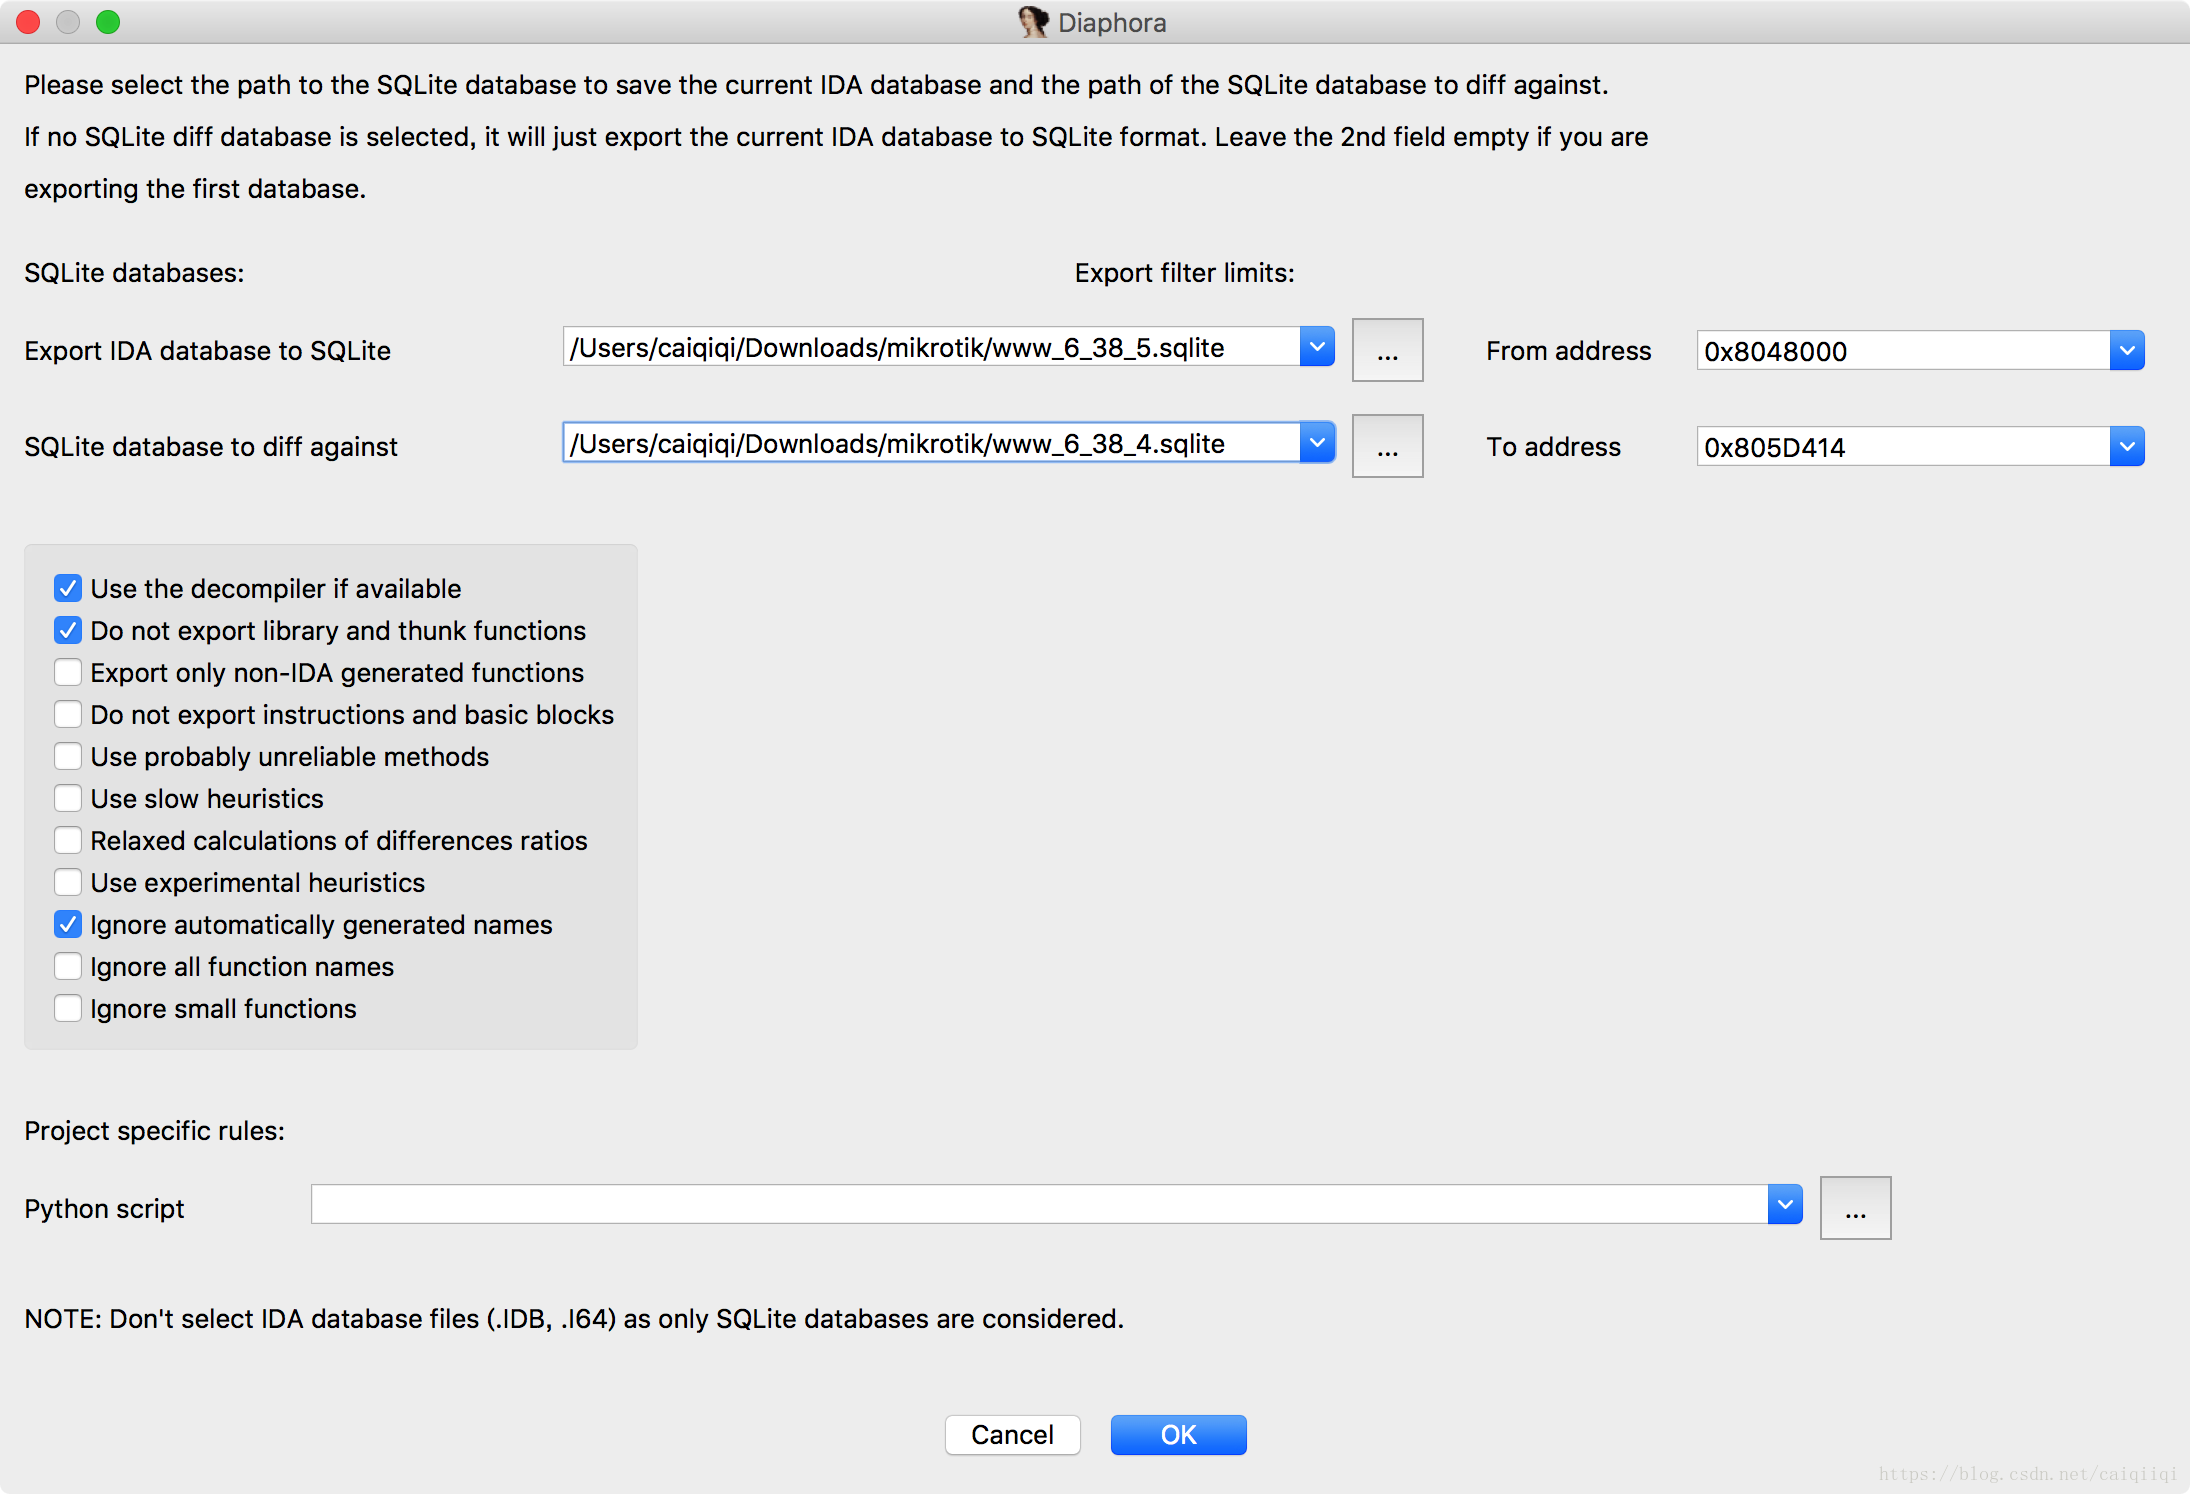 Diaphora
Please select the path to the SQLite database to save the current IDA database and the path of the SQLite database to diff against.
If no SQLite diff database is selected, it will just export the current IDA database to SQLite format. Leave the 2nd field empty if you are
exporting the first database.
SQLite databases:
Export filter limits:
Export IDA database to SQLite
/Users/caiqiqi/Downloads/mikrotik/www_6_38_5.sqlite
...
From address
0x8048000
SQLite database to diff against
/Users/caiqiqi/Downloads/mikrotik/www_6_38_4.sqlite
...
To address
0x805D414
Use the decompiler if available
Do not export library and thunk functions
Export only non-IDA generated functions
Do not export instructions and basic blocks
Use probably unreliable methods
Use slow heuristics
Relaxed calculations of differences ratios
Use experimental heuristics
Ignore automatically generated names
Ignore all function names
Ignore small functions
Project specific rules:
Python script
...
NOTE: Don't select IDA database files (.IDB, .I64) as only SQLite databases are considered.
Cancel
OK
https://blog.csdn.net/caiqiiqi